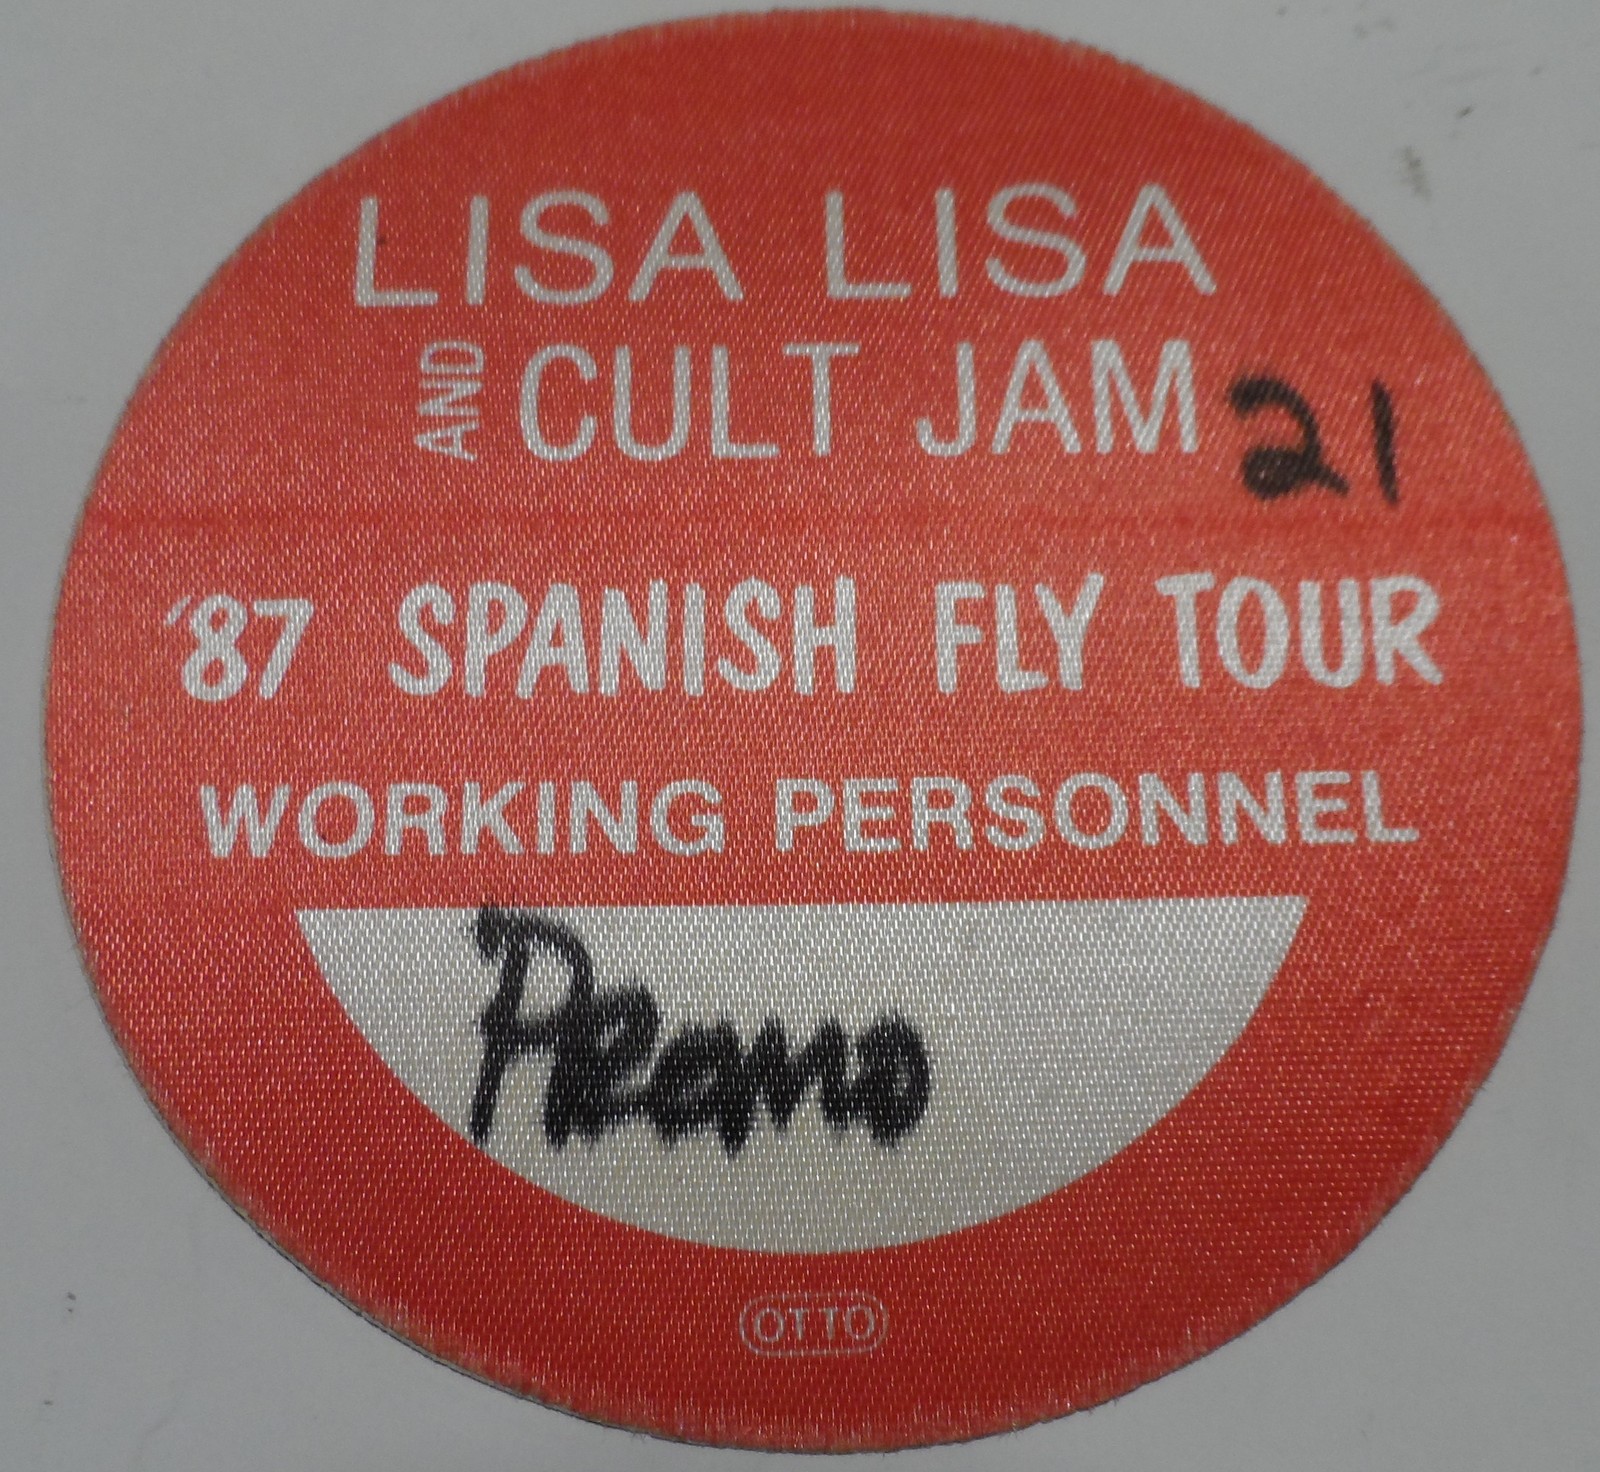 LISA LISA
AND CULT JAM 21
'87 SPANISH FLY TOUR
WORKING PERSONNEL
Promo
OTTO